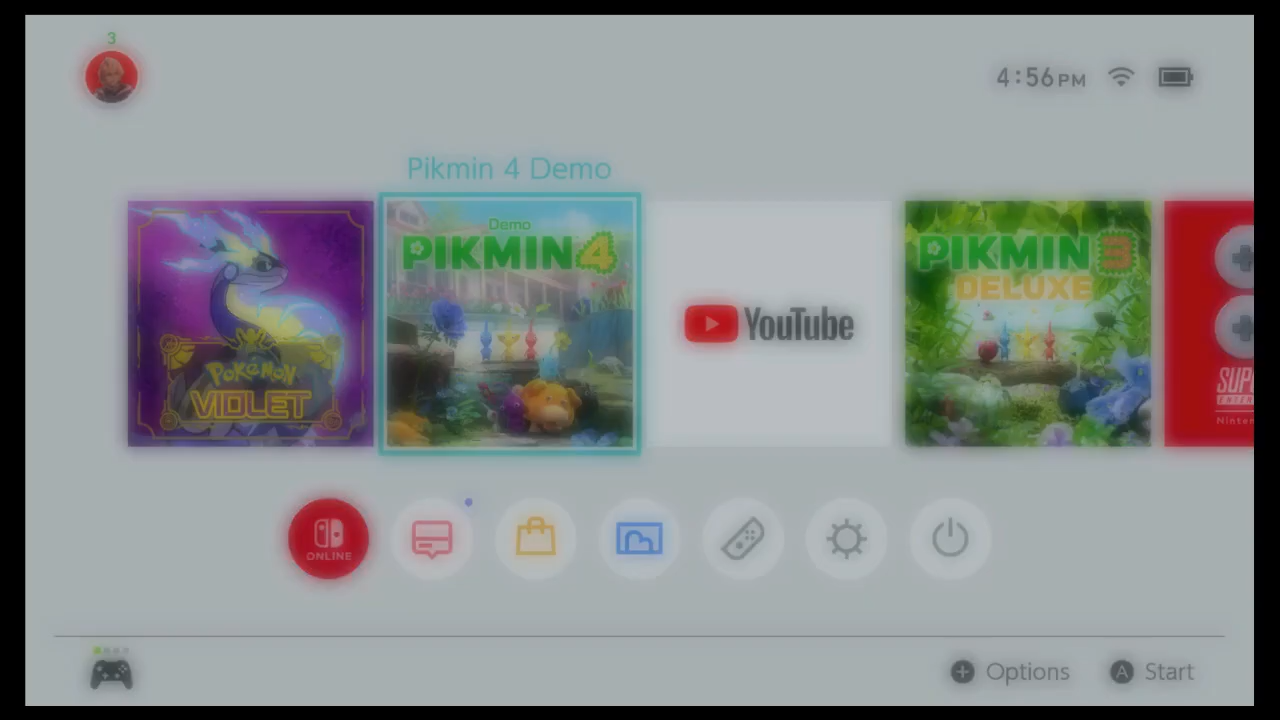 3
4:56 PM
Pikmin 4 Demo
POKéMON
VIOLET
Demo
PIKMIN 4
YouTube
PIKMIN 3
DELUXE
ONLINE
Options
A
Start